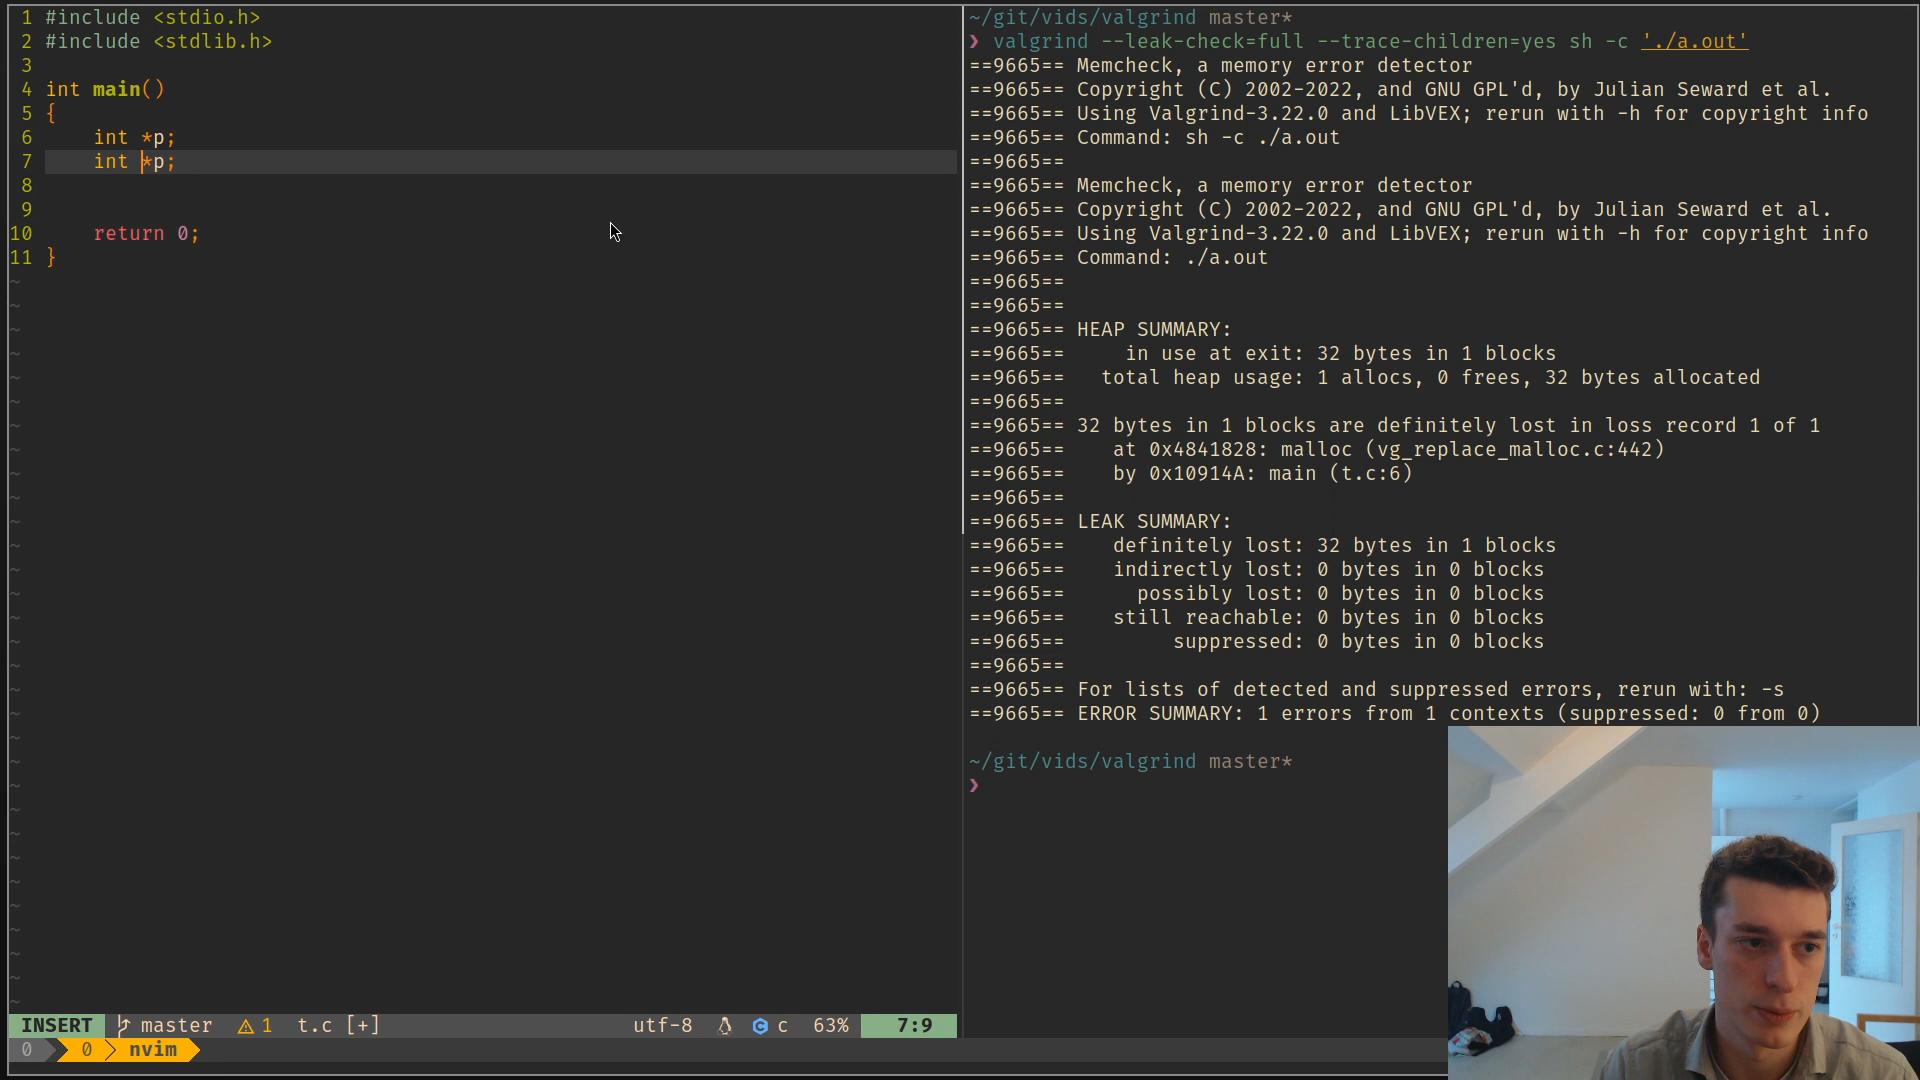 1 #include <stdio.h>
2 #include <stdlib.h>
3
4 int main()
5 {
6     int *p;
7     int *p;
8
9
10     return 0;
11 }
INSERT master 1 t.c [+] utf-8 c 63% 7:9
0 0 nvim
~/git/vids/valgrind master*
❯ valgrind --leak-check=full --trace-children=yes sh -c './a.out'
==9665== Memcheck, a memory error detector
==9665== Copyright (C) 2002-2022, and GNU GPL'd, by Julian Seward et al.
==9665== Using Valgrind-3.22.0 and LibVEX; rerun with -h for copyright info
==9665== Command: sh -c ./a.out
==9665==
==9665== Memcheck, a memory error detector
==9665== Copyright (C) 2002-2022, and GNU GPL'd, by Julian Seward et al.
==9665== Using Valgrind-3.22.0 and LibVEX; rerun with -h for copyright info
==9665== Command: ./a.out
==9665==
==9665==
==9665== HEAP SUMMARY:
==9665==     in use at exit: 32 bytes in 1 blocks
==9665==   total heap usage: 1 allocs, 0 frees, 32 bytes allocated
==9665==
==9665== 32 bytes in 1 blocks are definitely lost in loss record 1 of 1
==9665==    at 0x4841828: malloc (vg_replace_malloc.c:442)
==9665==    by 0x10914A: main (t.c:6)
==9665==
==9665== LEAK SUMMARY:
==9665==    definitely lost: 32 bytes in 1 blocks
==9665==    indirectly lost: 0 bytes in 0 blocks
==9665==      possibly lost: 0 bytes in 0 blocks
==9665==    still reachable: 0 bytes in 0 blocks
==9665==         suppressed: 0 bytes in 0 blocks
==9665==
==9665== For lists of detected and suppressed errors, rerun with: -s
==9665== ERROR SUMMARY: 1 errors from 1 contexts (suppressed: 0 from 0)
~/git/vids/valgrind master*
❯